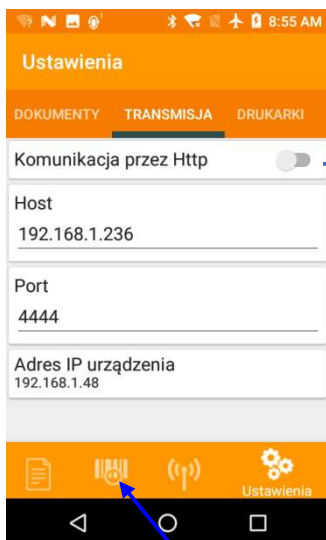 8:55 AM
Ustawienia
DOKUMENTY TRANSMISJA DRUKARKI
Komunikacja przez Http
Host
192.168.1.236
Port
4444
Adres IP urządzenia
192.168.1.48
Ustawienia